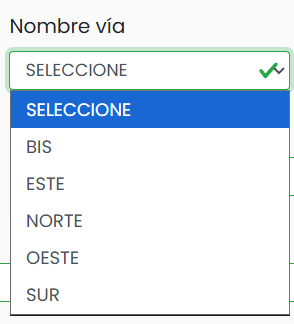 Nombre vía
SELECCIONE
SELECCIONE
BIS
ESTE
NORTE
OESTE
SUR